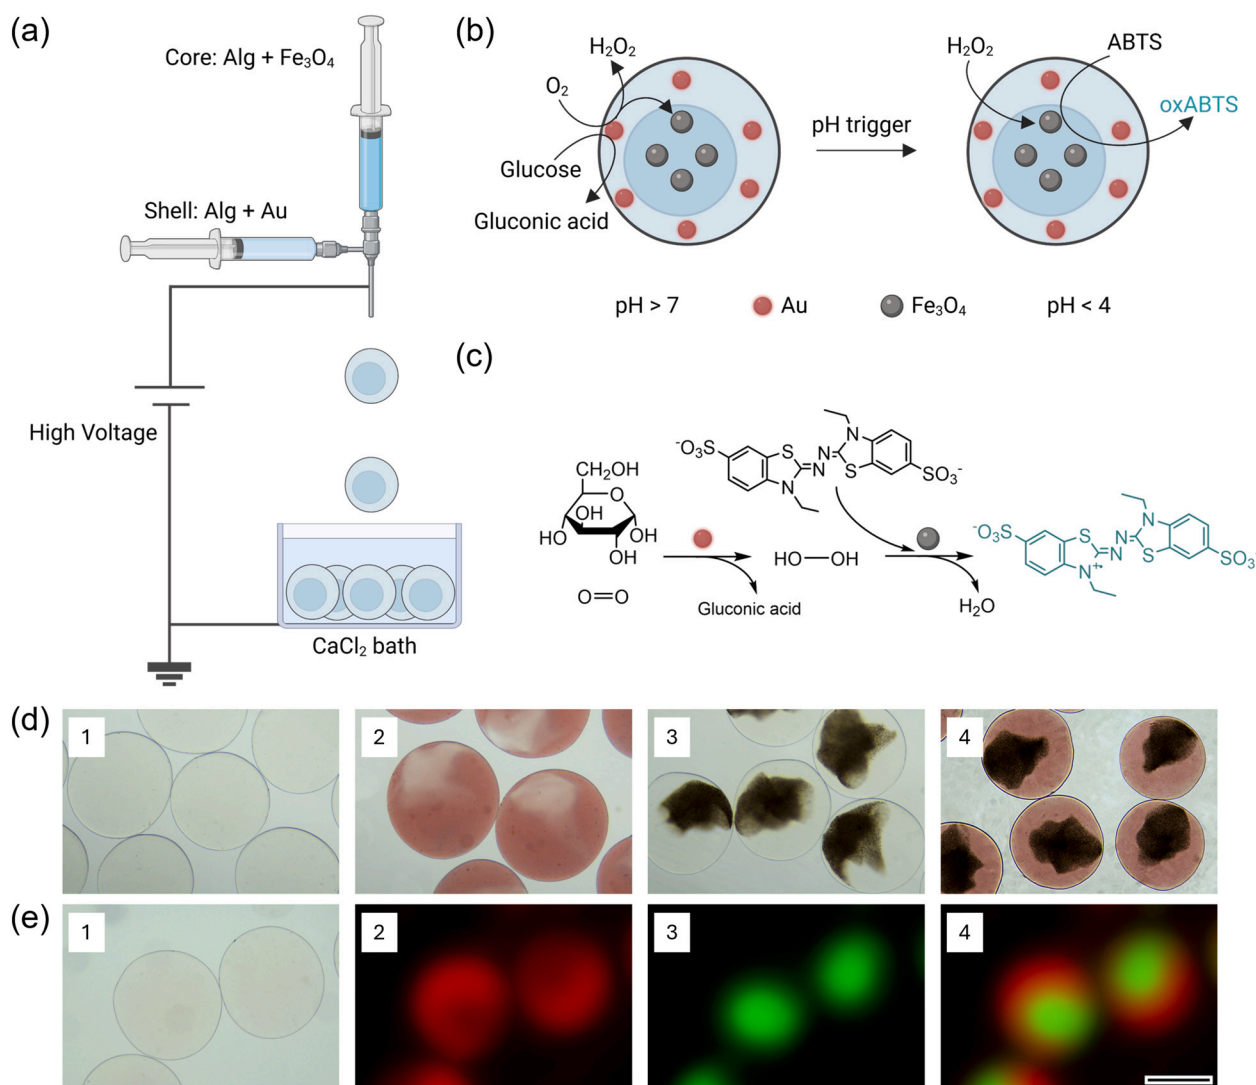 (a)
Core: Alg + Fe₃O₄
Shell: Alg + Au
High Voltage
CaCl₂ bath
(b)
H₂O₂
O₂
Glucose
Gluconic acid
pH trigger
H₂O₂
ABTS
oxABTS
pH > 7
Au
Fe₃O₄
pH < 4
(c)
CH₂OH
O
OH
HO
OH
OH
O=O
Gluconic acid
HO—OH
⁻O₃S
S
N
N
N
S
N
SO₃⁻
H₂O
⁻O₃S
S
N⁺•
N
N
S
N
SO₃⁻
(d)
1
2
3
4
(e)
1
2
3
4